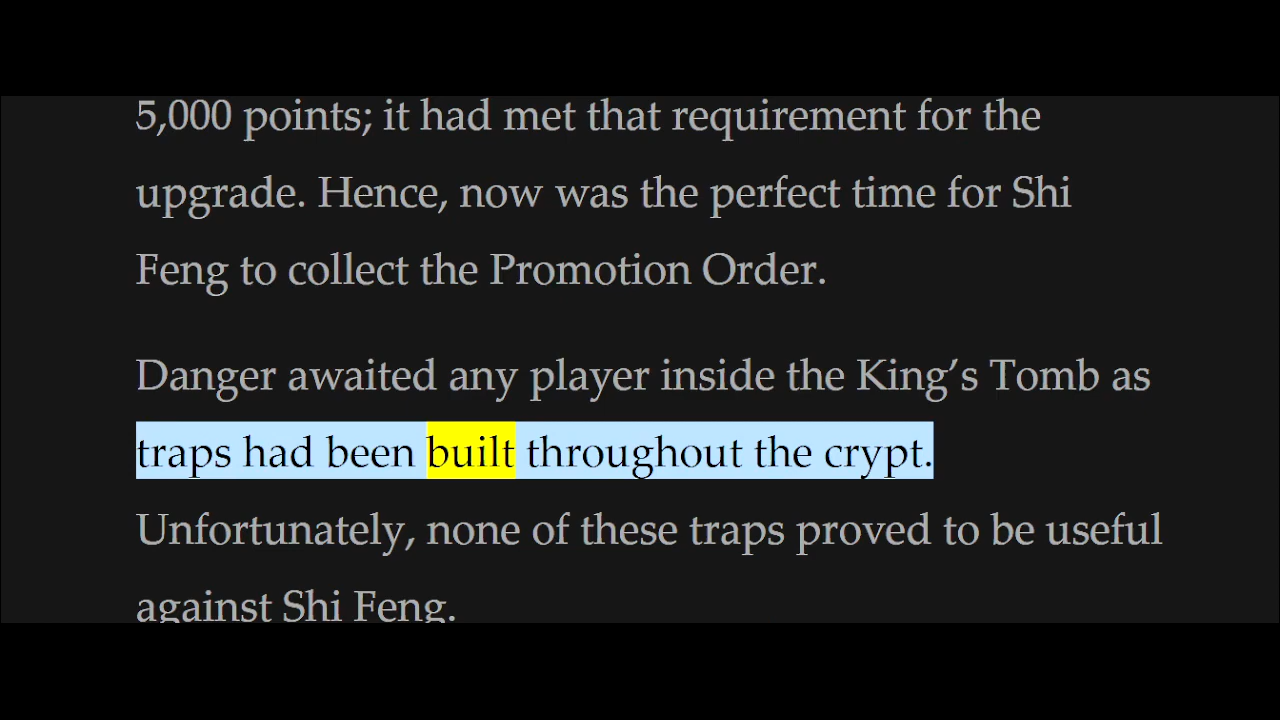 5,000 points; it had met that requirement for the
upgrade. Hence, now was the perfect time for Shi
Feng to collect the Promotion Order.
Danger awaited any player inside the King’s Tomb as
traps had been built throughout the crypt.
Unfortunately, none of these traps proved to be useful
against Shi Feng.